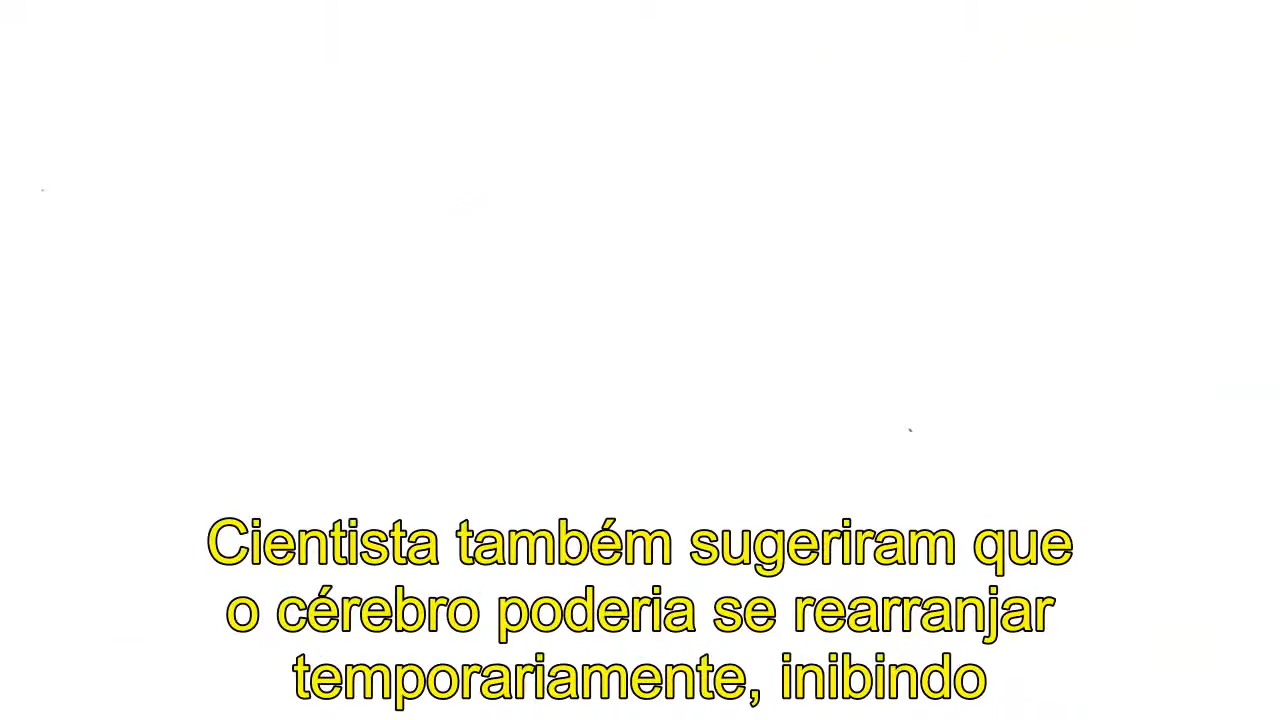 Cientista também sugeriram que
o cérebro poderia se rearranjar
temporariamente, inibindo